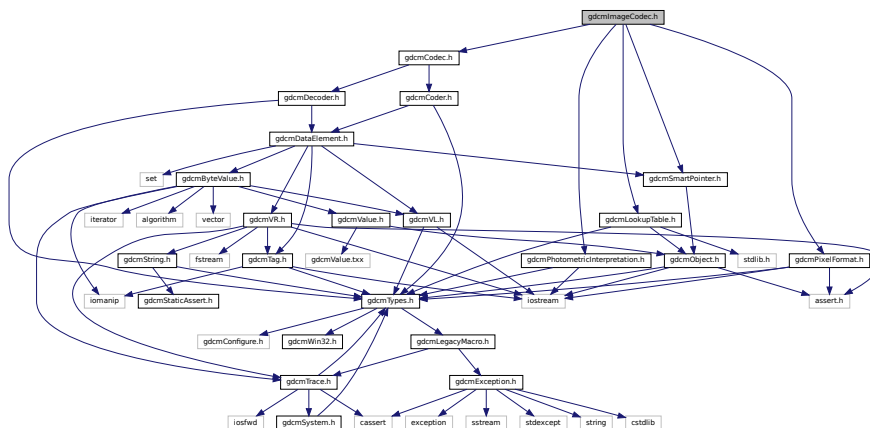 gdcmImageCodec.h
gdcmCodec.h
gdcmDecoder.h
gdcmCoder.h
gdcmDataElement.h
set
gdcmByteValue.h
gdcmSmartPointer.h
iterator
algorithm
vector
gdcmVR.h
gdcmValue.h
gdcmVL.h
gdcmLookupTable.h
gdcmString.h
fstream
gdcmTag.h
gdcmValue.txx
gdcmPhotometricInterpretation.h
gdcmObject.h
stdlib.h
gdcmPixelFormat.h
iomanip
gdcmStaticAssert.h
gdcmTypes.h
iostream
assert.h
gdcmConfigure.h
gdcmWin32.h
gdcmLegacyMacro.h
gdcmTrace.h
gdcmException.h
iosfwd
gdcmSystem.h
cassert
exception
sstream
stdexcept
string
cstdlib